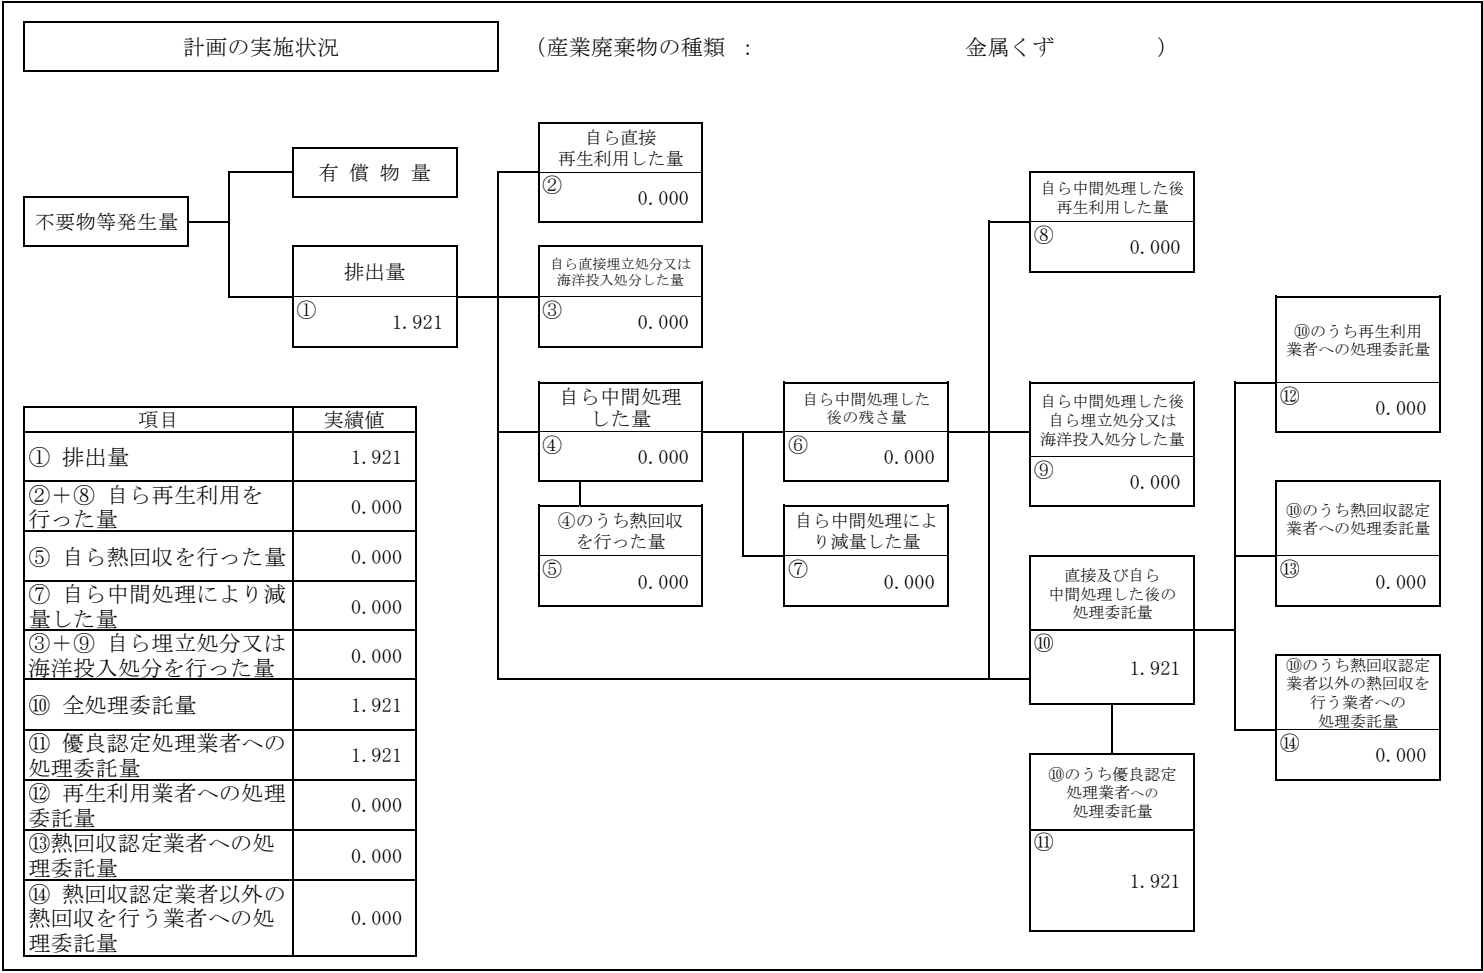 計画の実施状況
（産業廃棄物の種類 : 金属くず ）
不要物等発生量
有 償 物 量
排出量
① 1.921
自ら直接
再生利用した量
② 0.000
自ら直接埋立処分又は
海洋投入処分した量
③ 0.000
自ら中間処理
した量
④ 0.000
④のうち熱回収
を行った量
⑤ 0.000
自ら中間処理した
後の残さ量
⑥ 0.000
自ら中間処理によ
り減量した量
⑦ 0.000
自ら中間処理した後
再生利用した量
⑧ 0.000
自ら中間処理した後
自ら埋立処分又は
海洋投入処分した量
⑨ 0.000
直接及び自ら
中間処理した後の
処理委託量
⑩ 1.921
⑩のうち優良認定
処理業者への
処理委託量
⑪ 1.921
⑩のうち再生利用
業者への処理委託量
⑫ 0.000
⑩のうち熱回収認定
業者への処理委託量
⑬ 0.000
⑩のうち熱回収認定
業者以外の熱回収を
行う業者への
処理委託量
⑭ 0.000
項目 実績値
① 排出量 1.921
②＋⑧ 自ら再生利用を
行った量 0.000
⑤ 自ら熱回収を行った量 0.000
⑦ 自ら中間処理により減
量した量 0.000
③＋⑨ 自ら埋立処分又は
海洋投入処分を行った量 0.000
⑩ 全処理委託量 1.921
⑪ 優良認定処理業者への
処理委託量 1.921
⑫ 再生利用業者への処理
委託量 0.000
⑬熱回収認定業者への処
理委託量 0.000
⑭ 熱回収認定業者以外の
熱回収を行う業者への処
理委託量 0.000